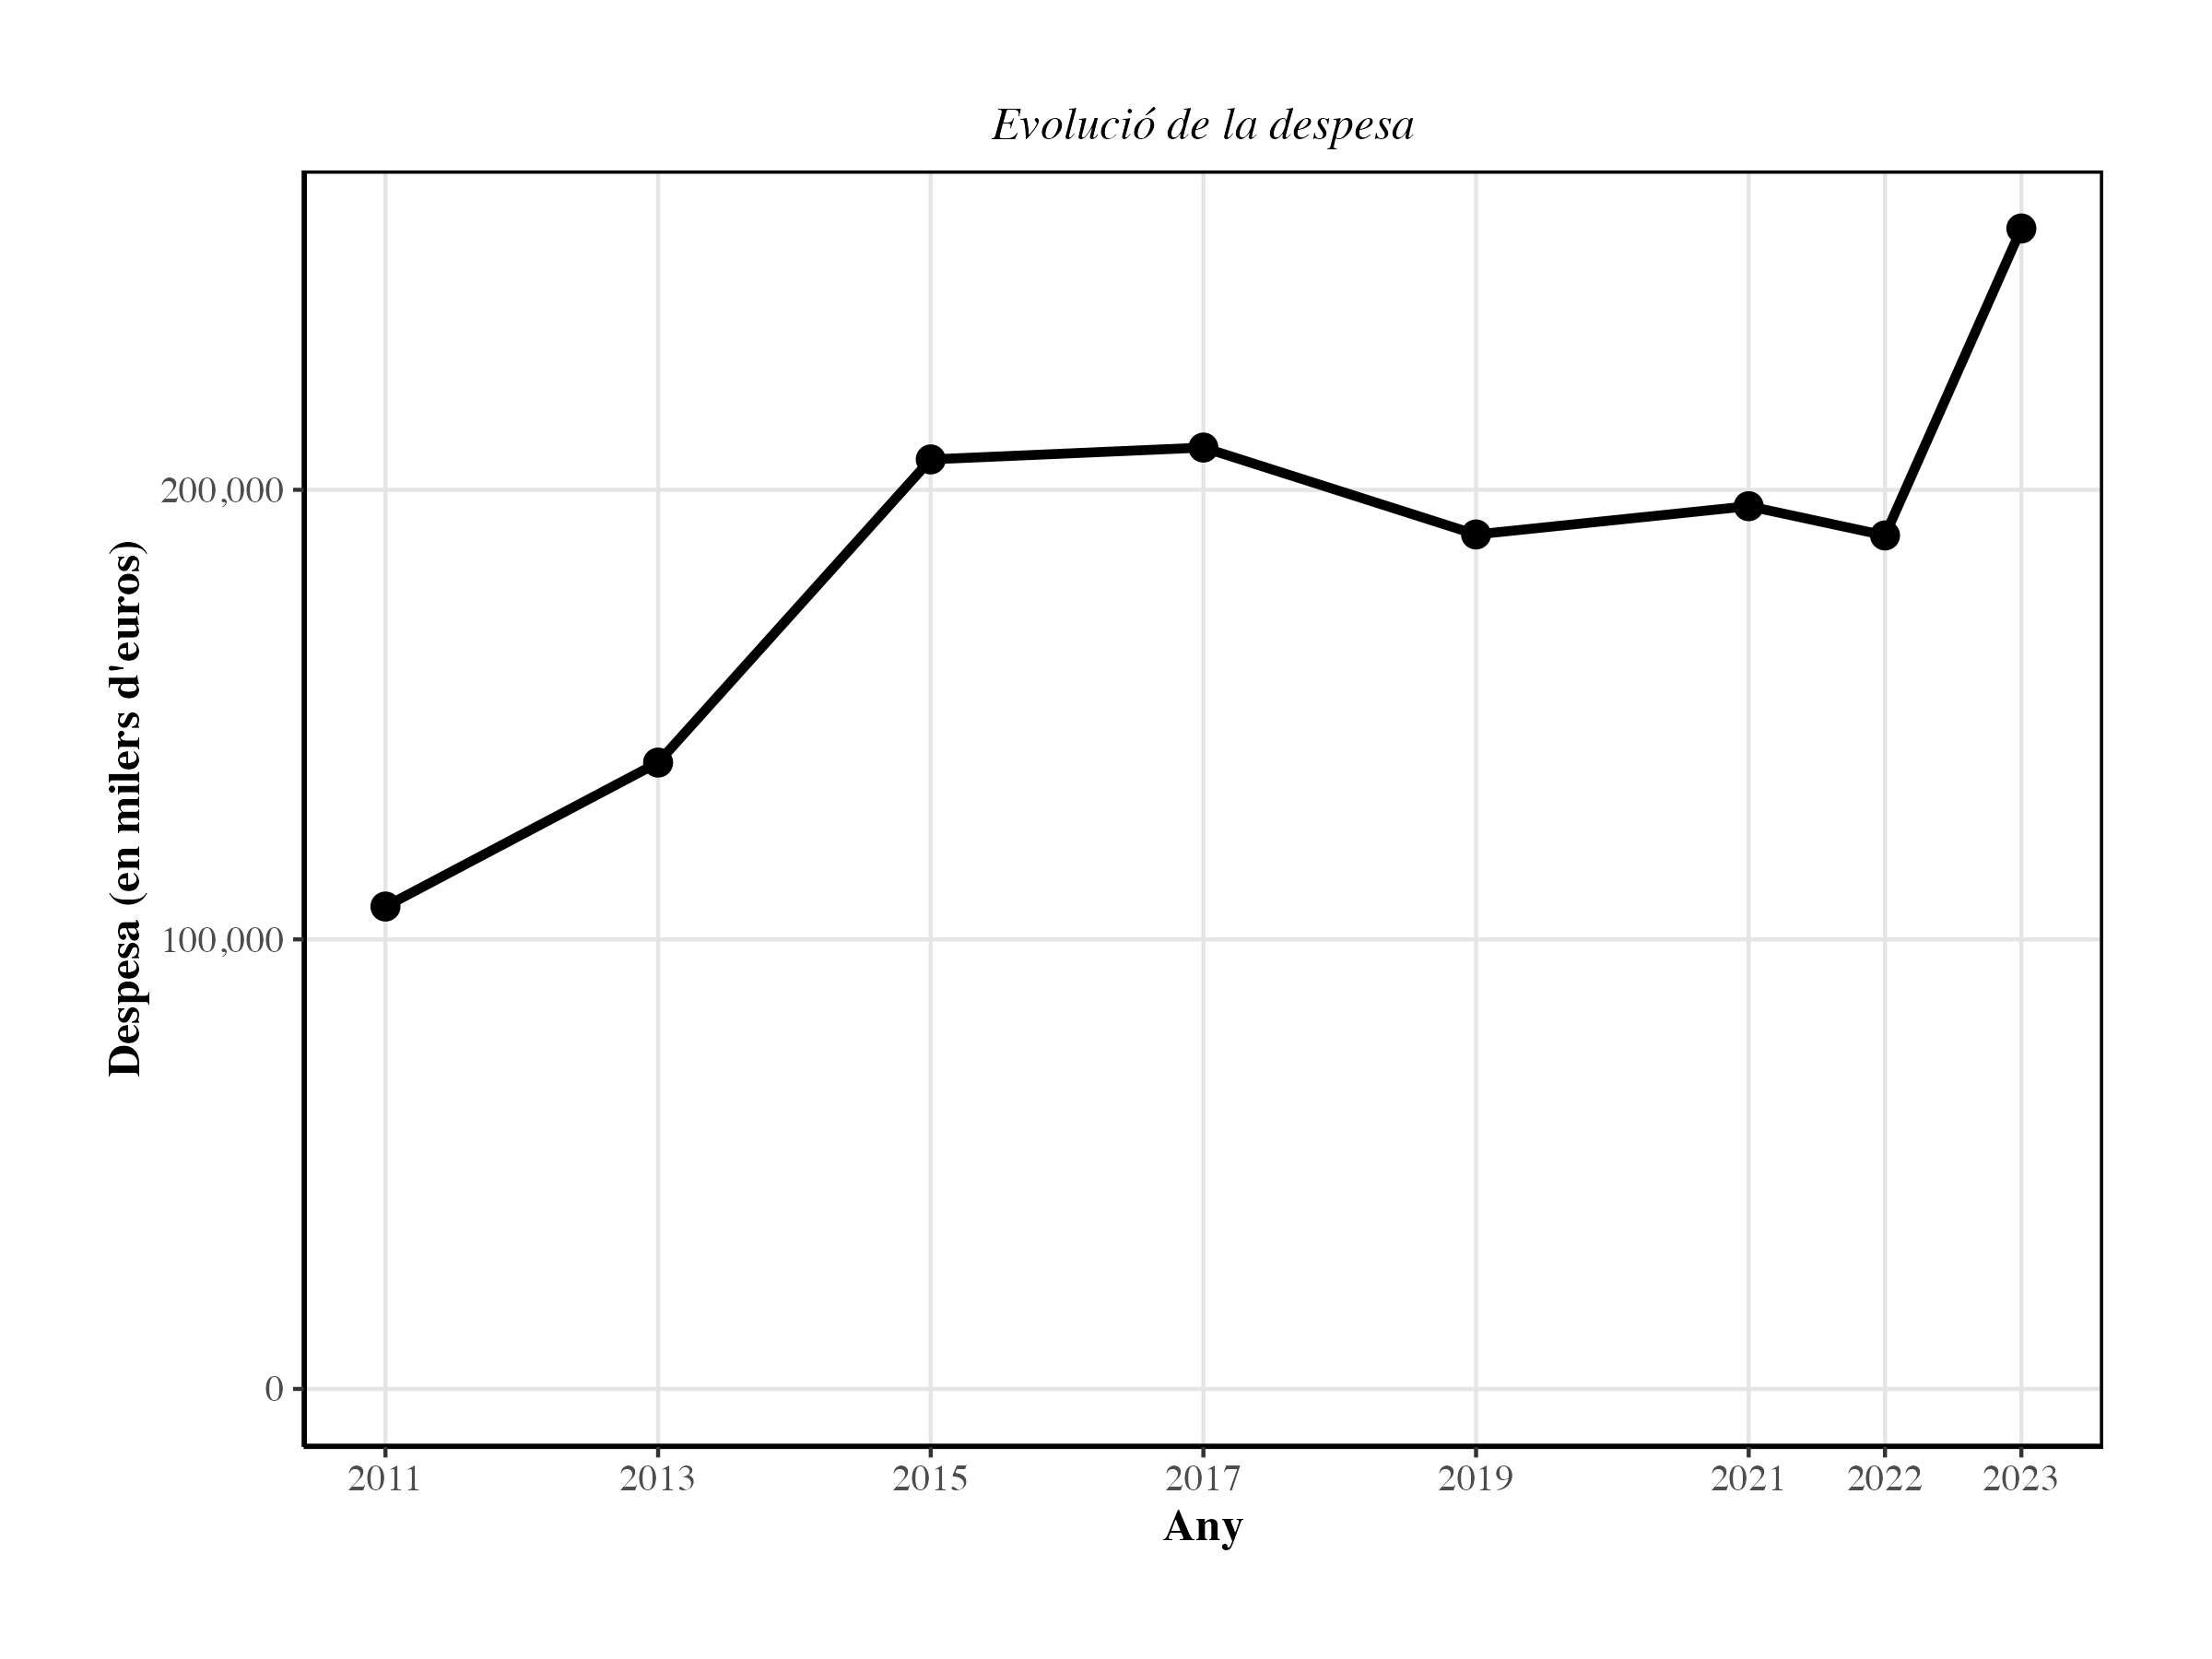 Evolució de la despesa
Despesa (en milers d'euros)
200,000
100,000
0
2011 2013 2015 2017 2019 2021 2022 2023
Any